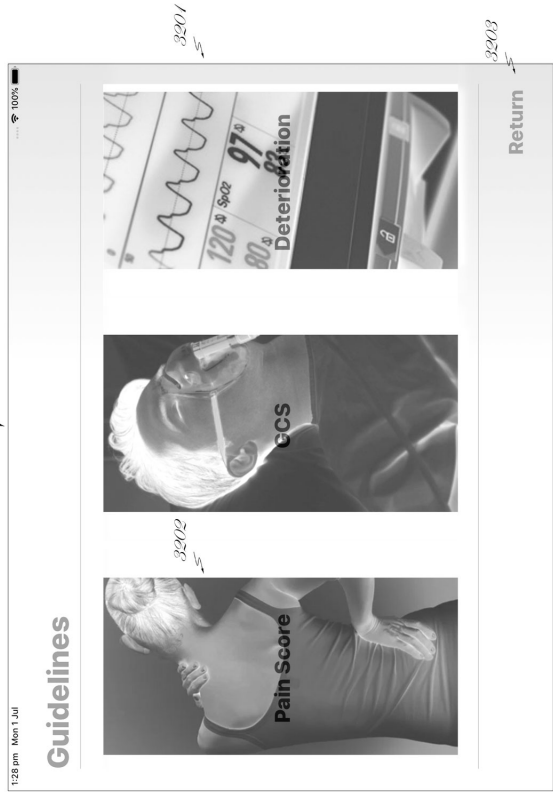 3201
1:28 pm Mon 1 Jul 100%
Guidelines
3202
Pain Score
GCS
Deterioration
120 SpO2 97
80
Return
3203